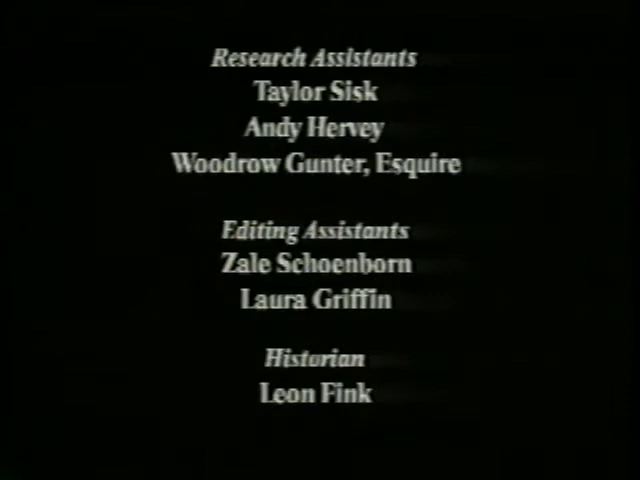 Research Assistants
Taylor Sisk
Andy Hervey
Woodrow Gunter, Esquire
Editing Assistants
Zale Schoenborn
Laura Griffin
Historian
Leon Fink